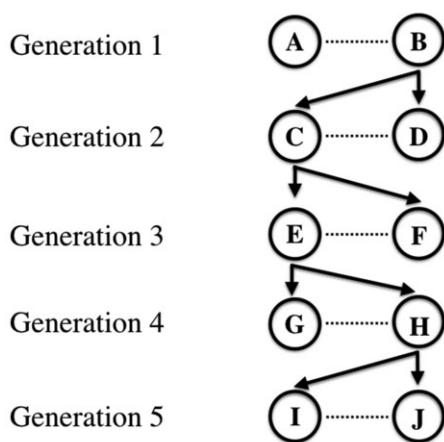 Generation 1 A B
Generation 2 C D
Generation 3 E F
Generation 4 G H
Generation 5 I J